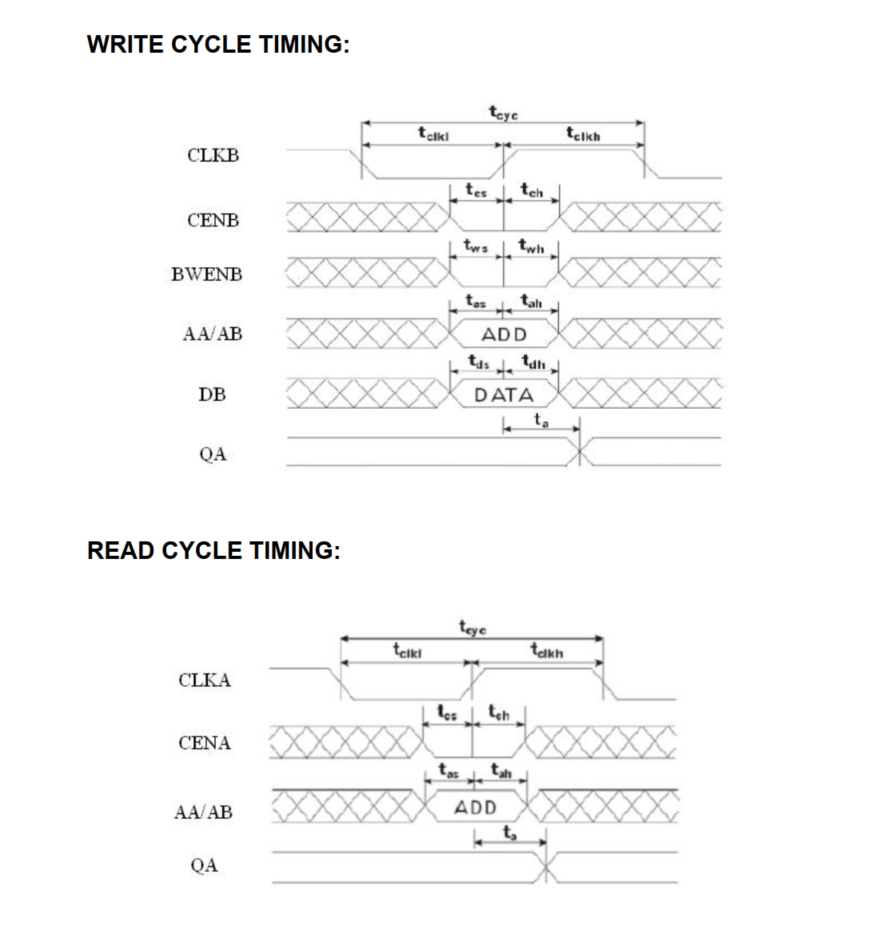 WRITE CYCLE TIMING:
tcyc
tclkl tclkh
CLKB
tcs tch
CENB
tws twh
BWENB
tas tah
AA/AB ADD
tds tdh
DB DATA
ta
QA
READ CYCLE TIMING:
tcyc
tclkl tclkh
CLKA
tcs tch
CENA
tas tah
AA/AB ADD
ta
QA